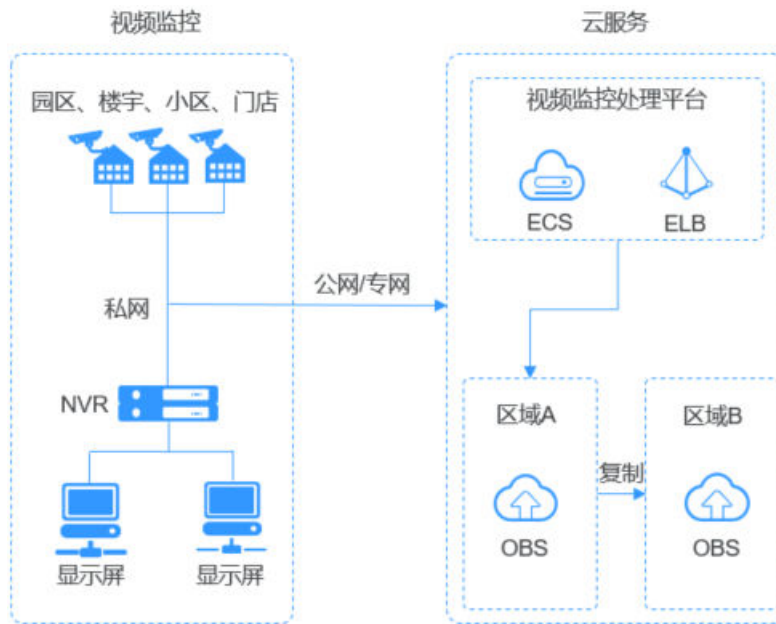 视频监控
园区、楼宇、小区、门店
私网
NVR
显示屏
显示屏
公网/专网
云服务
视频监控处理平台
ECS
ELB
区域A
OBS
复制
区域B
OBS